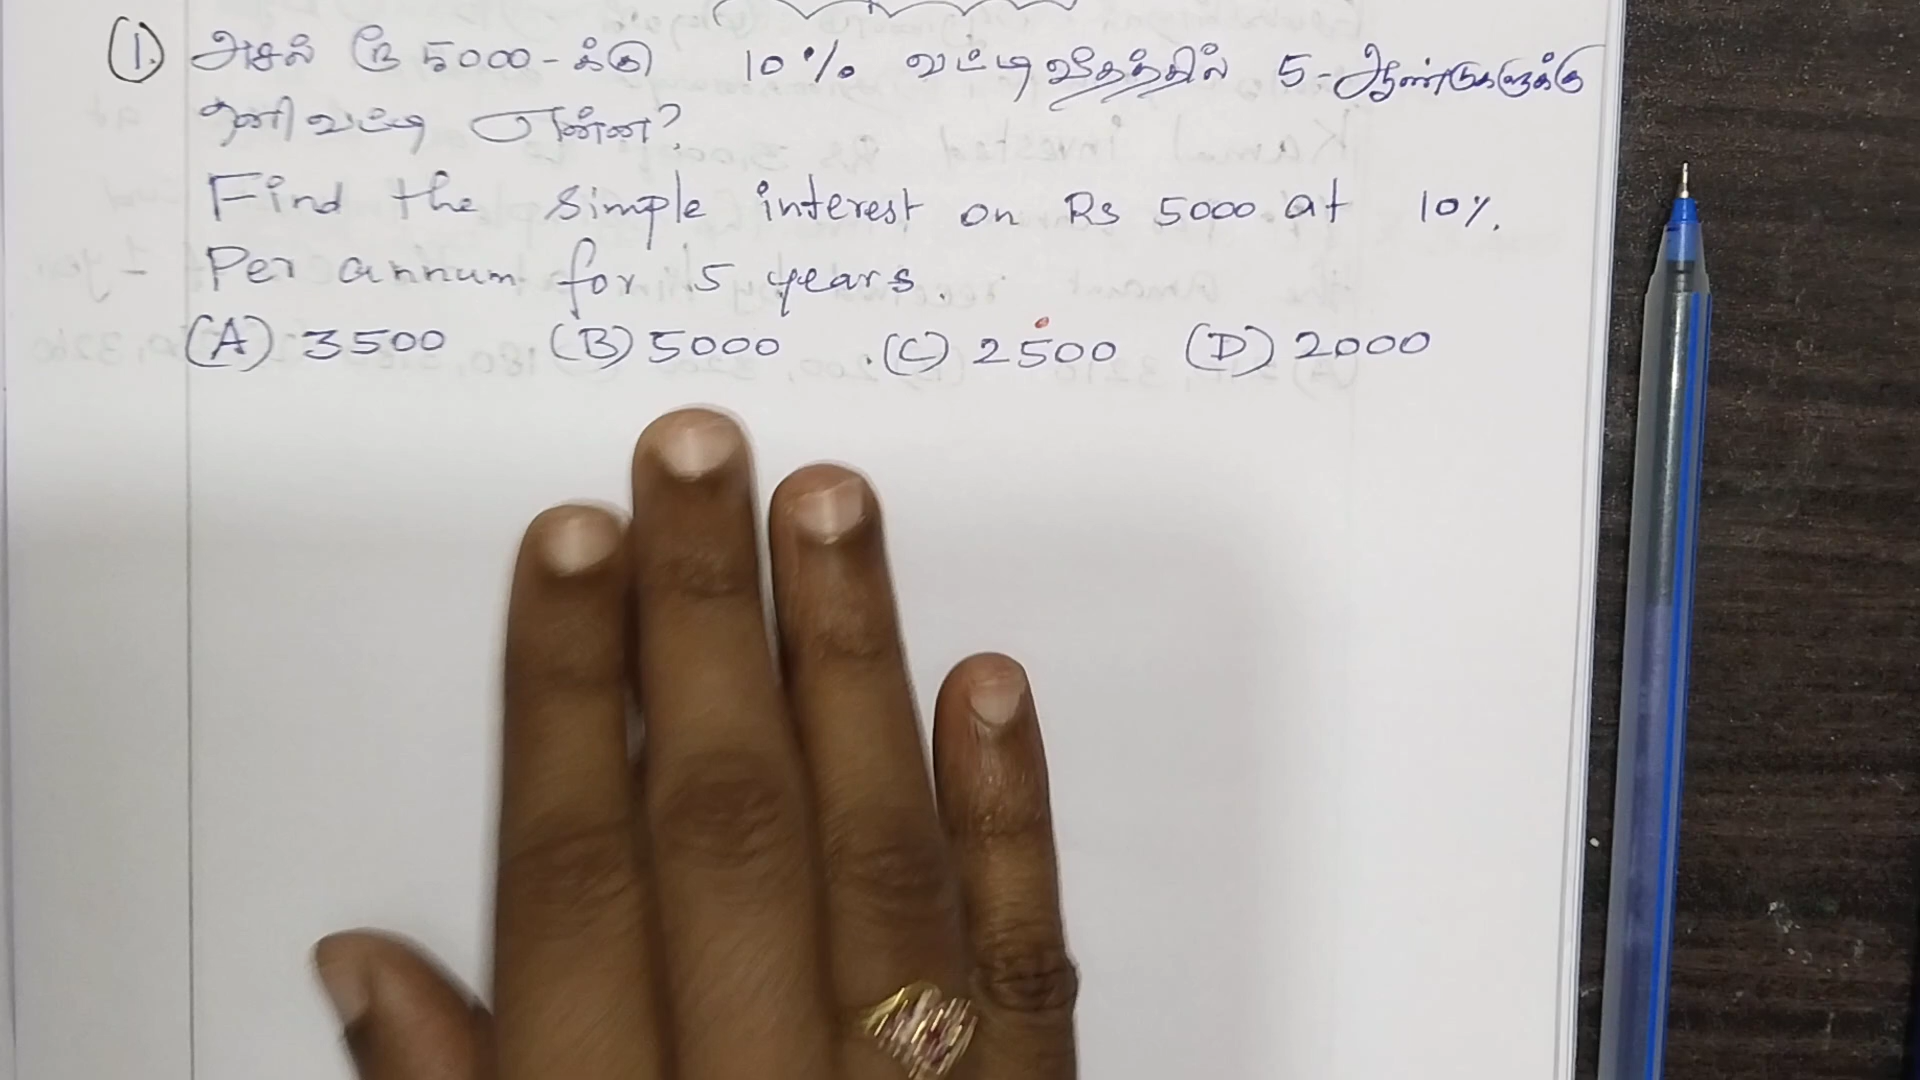 1. அசல் ரூ 5000-க்கு 10% வட்டி வீதத்தில் 5-ஆண்டுகளுக்கு
தனிவட்டி என்ன?
Find the simple interest on Rs 5000 at 10%.
Per annum for 5 years.
(A) 3500 (B) 5000 (C) 2500 (D) 2000